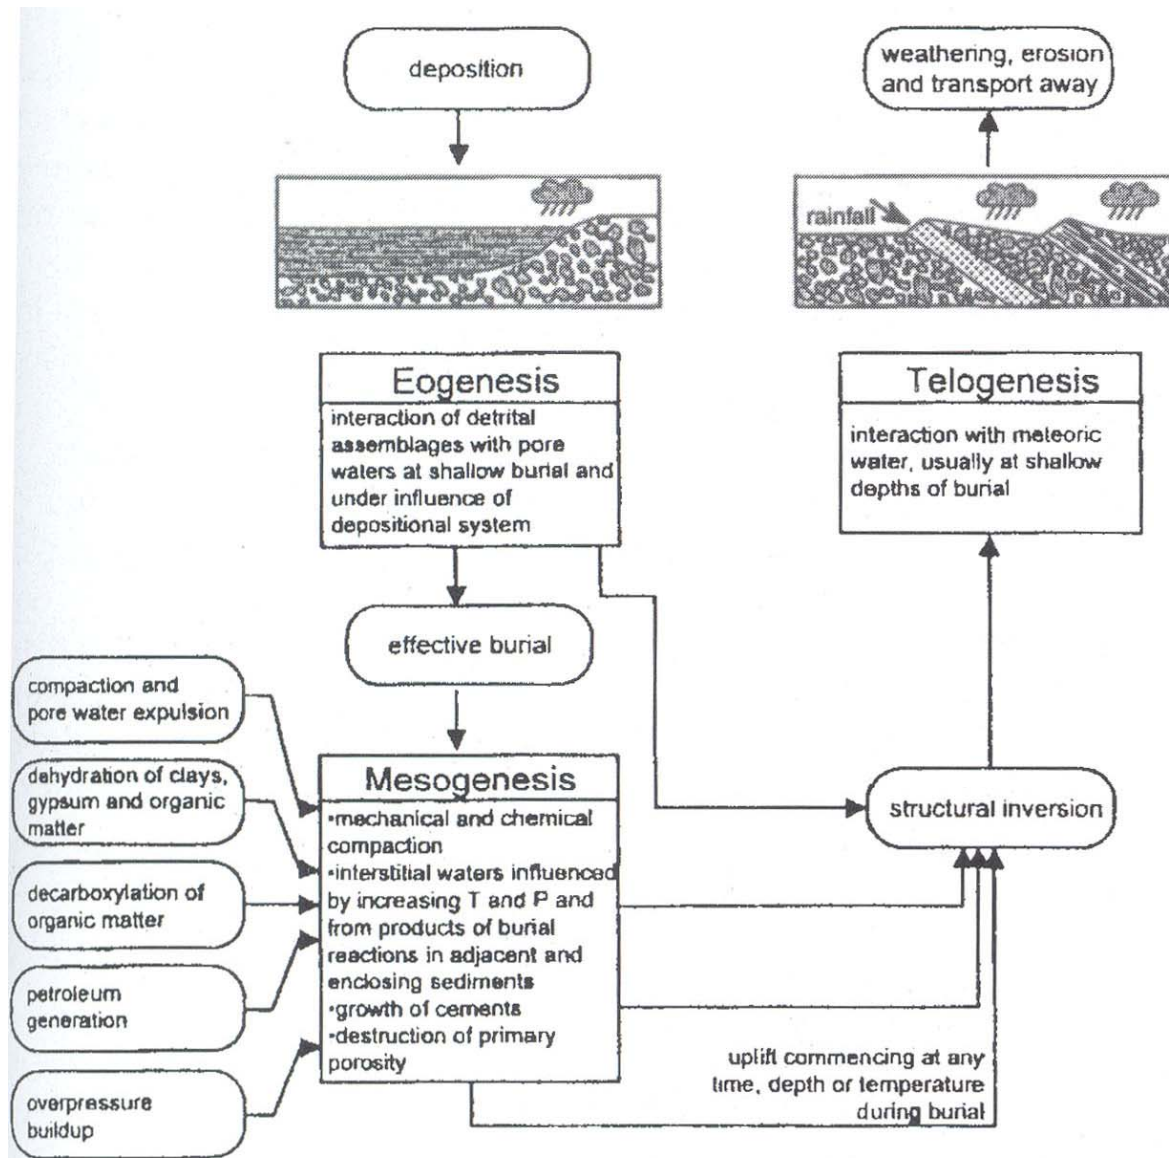 deposition
weathering, erosion
and transport away
rainfall
Eogenesis
interaction of detrital
assemblages with pore
waters at shallow burial and
under influence of
depositional system
Telogenesis
interaction with meteoric
water, usually at shallow
depths of burial
effective burial
compaction and
pore water expulsion
dehydration of clays,
gypsum and organic
matter
decarboxylation of
organic matter
petroleum
generation
overpressure
buildup
Mesogenesis
•mechanical and chemical
compaction
•interstitial waters influenced
by increasing T and P and
from products of burial
reactions in adjacent and
enclosing sediments
•growth of cements
•destruction of primary
porosity
structural inversion
uplift commencing at any
time, depth or temperature
during burial